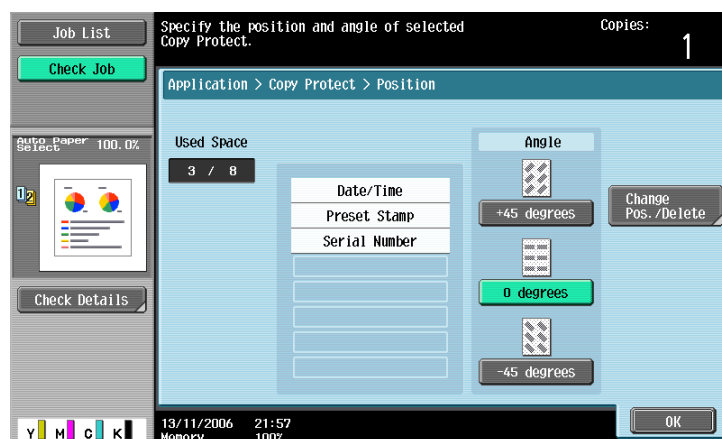 Job List
Check Job
Auto Paper Select 100.0%
1 2
Check Details
Y M C K
Specify the position and angle of selected
Copy Protect.
Copies:
1
Application > Copy Protect > Position
Used Space
3 / 8
Date/Time
Preset Stamp
Serial Number
Angle
+45 degrees
0 degrees
-45 degrees
Change
Pos./Delete
13/11/2006 21:57
Memory 100%
OK